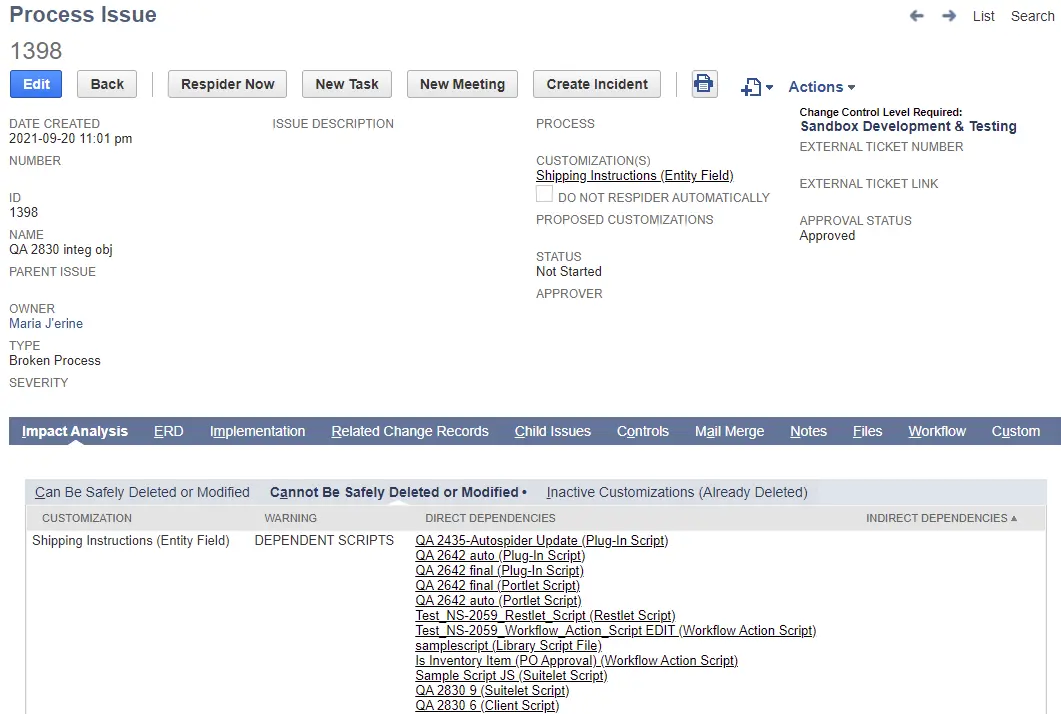 Process Issue
List
Search
1398
Edit
Back
Respider Now
New Task
New Meeting
Create Incident
Actions
DATE CREATED
2021-09-20 11:01 pm
NUMBER
ID
1398
NAME
QA 2830 integ obj
PARENT ISSUE
OWNER
Maria J'erine
TYPE
Broken Process
SEVERITY
ISSUE DESCRIPTION
PROCESS
CUSTOMIZATION(S)
Shipping Instructions (Entity Field)
DO NOT RESPIDER AUTOMATICALLY
PROPOSED CUSTOMIZATIONS
STATUS
Not Started
APPROVER
Change Control Level Required:
Sandbox Development & Testing
EXTERNAL TICKET NUMBER
EXTERNAL TICKET LINK
APPROVAL STATUS
Approved
Impact Analysis
ERD
Implementation
Related Change Records
Child Issues
Controls
Mail Merge
Notes
Files
Workflow
Custom
Can Be Safely Deleted or Modified
Cannot Be Safely Deleted or Modified •
Inactive Customizations (Already Deleted)
CUSTOMIZATION
WARNING
DIRECT DEPENDENCIES
INDIRECT DEPENDENCIES ▲
Shipping Instructions (Entity Field)
DEPENDENT SCRIPTS
QA 2435-Autospider Update (Plug-In Script)
QA 2642 auto (Plug-In Script)
QA 2642 final (Plug-In Script)
QA 2642 final (Portlet Script)
QA 2642 auto (Portlet Script)
Test_NS-2059_Restlet_Script (Restlet Script)
Test_NS-2059_Workflow_Action_Script EDIT (Workflow Action Script)
samplescript (Library Script File)
Is Inventory Item (PO Approval) (Workflow Action Script)
Sample Script JS (Suitelet Script)
QA 2830 9 (Suitelet Script)
QA 2830 6 (Client Script)